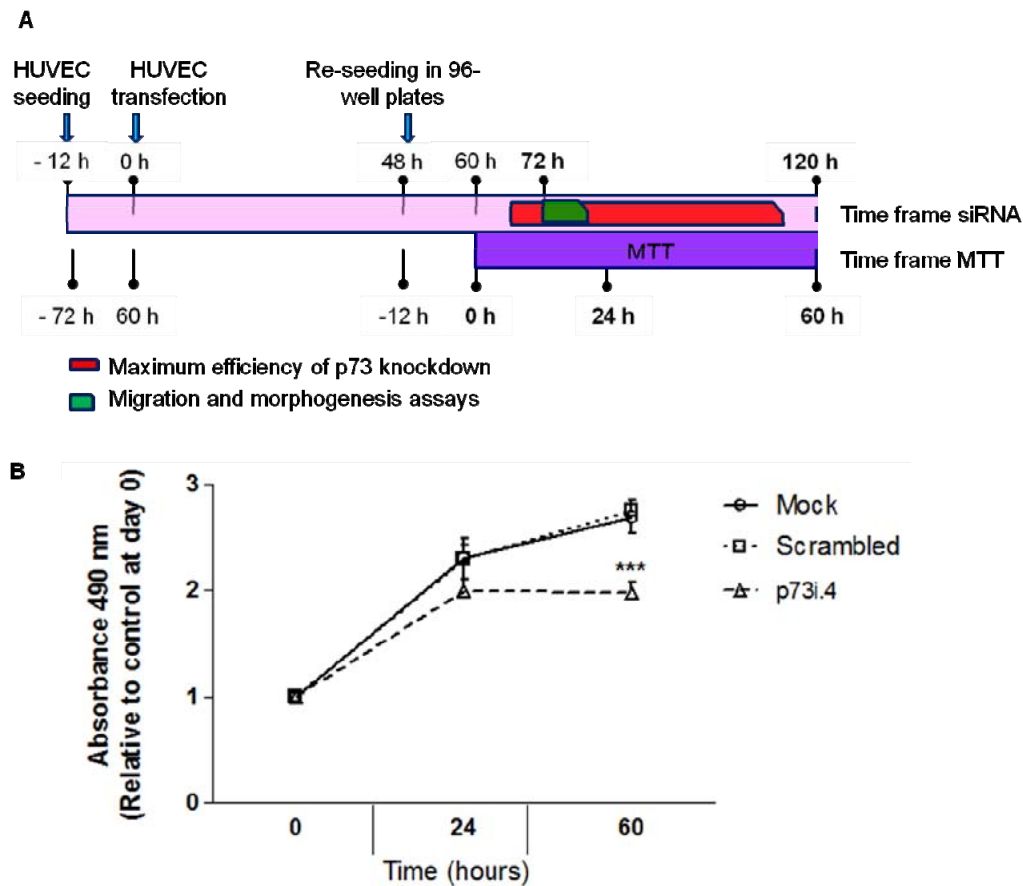 A
HUVEC seeding
HUVEC transfection
Re-seeding in 96-well plates
- 12 h
0 h
48 h
60 h
72 h
120 h
Time frame siRNA
MTT
Time frame MTT
- 72 h
60 h
-12 h
0 h
24 h
60 h
Maximum efficiency of p73 knockdown
Migration and morphogenesis assays
B
Absorbance 490 nm
(Relative to control at day 0)
3
2
1
0
***
Mock
Scrambled
p73i.4
0
24
60
Time (hours)